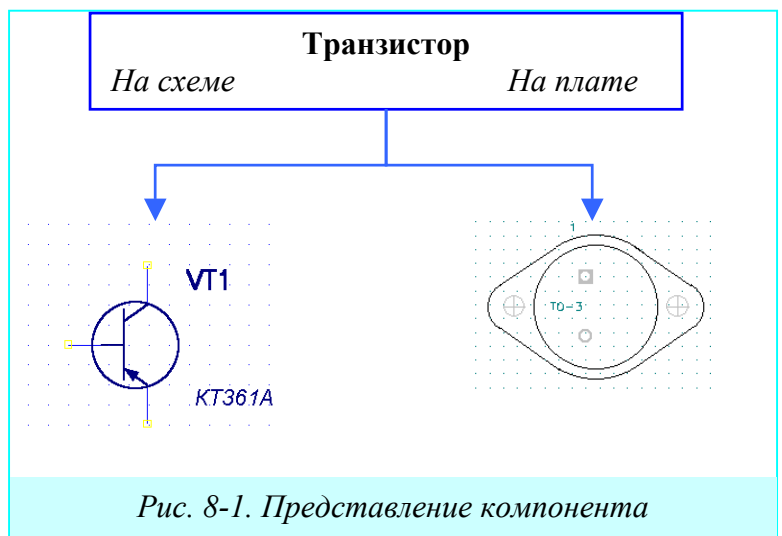 Транзистор
На схеме На плате
VT1
КТ361А
1
TO-3
Рис. 8-1. Представление компонента